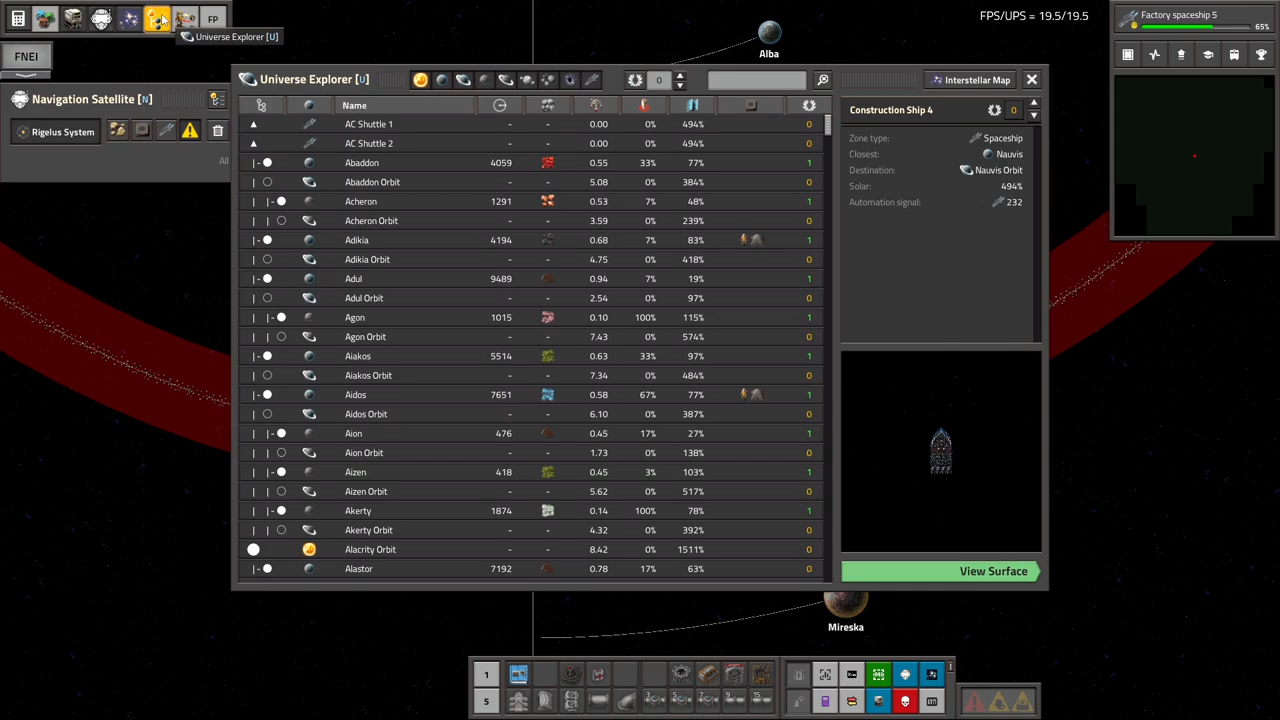 FP
FPS/UPS = 19.5/19.5
Factory spaceship 5
65%
Universe Explorer [U]
Alba
FNEI
Universe Explorer [U]
0
Interstellar Map
Navigation Satellite [N]
Name
Construction Ship 4
0
Rigelus System
AC Shuttle 1 - - 0.00 0% 494% 0
AC Shuttle 2 - - 0.00 0% 494% 0
Abaddon 4059 0.55 33% 77% 1
Abaddon Orbit - - 5.08 0% 384% 0
Acheron 1291 0.53 7% 48% 1
Acheron Orbit - - 3.59 0% 239% 0
Adikia 4194 0.68 7% 83% 1
Adikia Orbit - - 4.75 0% 418% 0
Adul 9489 0.94 7% 19% 1
Adul Orbit - - 2.54 0% 97% 0
Agon 1015 0.10 100% 115% 1
Agon Orbit - - 7.43 0% 574% 0
Aiakos 5514 0.63 33% 97% 1
Aiakos Orbit - - 7.34 0% 484% 0
Aidos 7651 0.58 67% 77% 1
Aidos Orbit - - 6.10 0% 387% 0
Aion 476 0.45 17% 27% 1
Aion Orbit - - 1.73 0% 138% 0
Aizen 418 0.45 3% 103% 1
Aizen Orbit - - 5.62 0% 517% 0
Akerty 1874 0.14 100% 78% 1
Akerty Orbit - - 4.32 0% 392% 0
Alacrity Orbit - - 8.42 0% 1511% 0
Alastor 7192 0.78 17% 63% 1
Zone type: Spaceship
Closest: Nauvis
Destination: Nauvis Orbit
Solar: 494%
Automation signal: 232
View Surface
Mireska
1
5